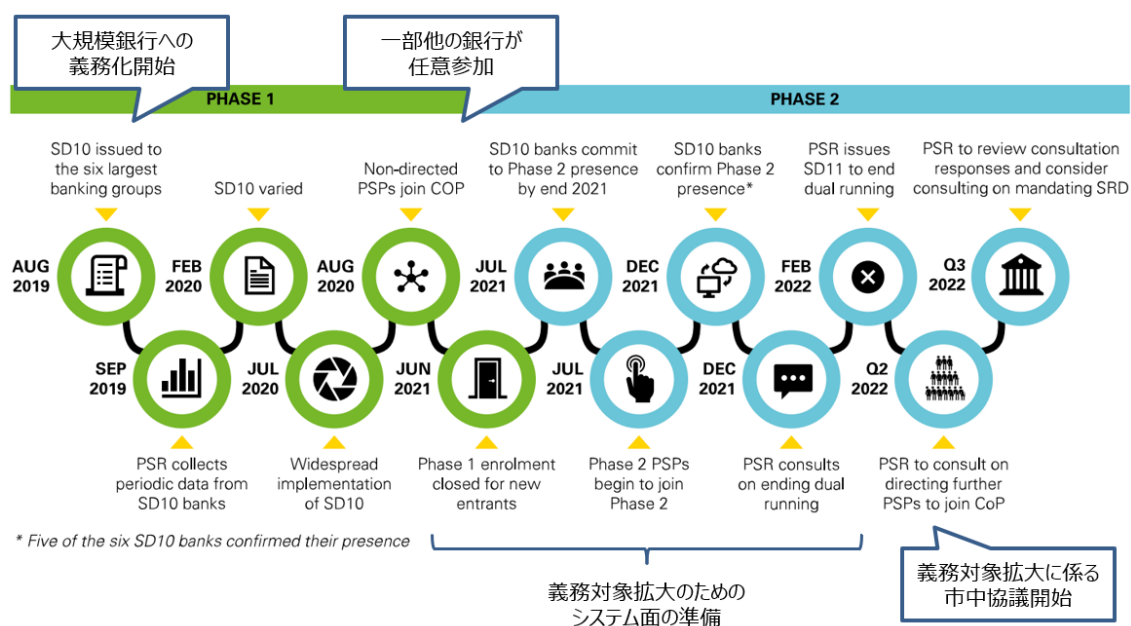 大規模銀行への
義務化開始
一部他の銀行が
任意参加
PHASE 1
PHASE 2
SD10 issued to
the six largest
banking groups
SD10 varied
Non-directed
PSPs join COP
SD10 banks commit
to Phase 2 presence
by end 2021
SD10 banks
confirm Phase 2
presence*
PSR issues
SD11 to end
dual running
PSR to review consultation
responses and consider
consulting on mandating SRD
AUG
2019
FEB
2020
AUG
2020
JUL
2021
DEC
2021
FEB
2022
Q3
2022
SEP
2019
JUL
2020
JUN
2021
JUL
2021
DEC
2021
Q2
2022
PSR collects
periodic data from
SD10 banks
Widespread
implementation
of SD10
Phase 1 enrolment
closed for new
entrants
Phase 2 PSPs
begin to join
Phase 2
PSR consults
on ending dual
running
PSR to consult on
directing further
PSPs to join CoP
* Five of the six SD10 banks confirmed their presence
義務対象拡大のための
システム面の準備
義務対象拡大に係る
市中協議開始